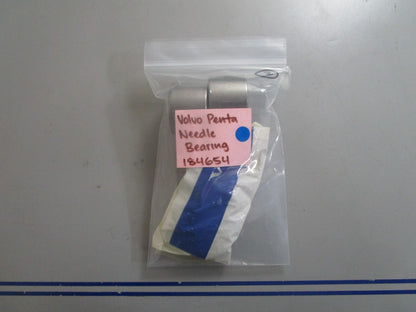 Volvo Penta
Needle
Bearing
184654